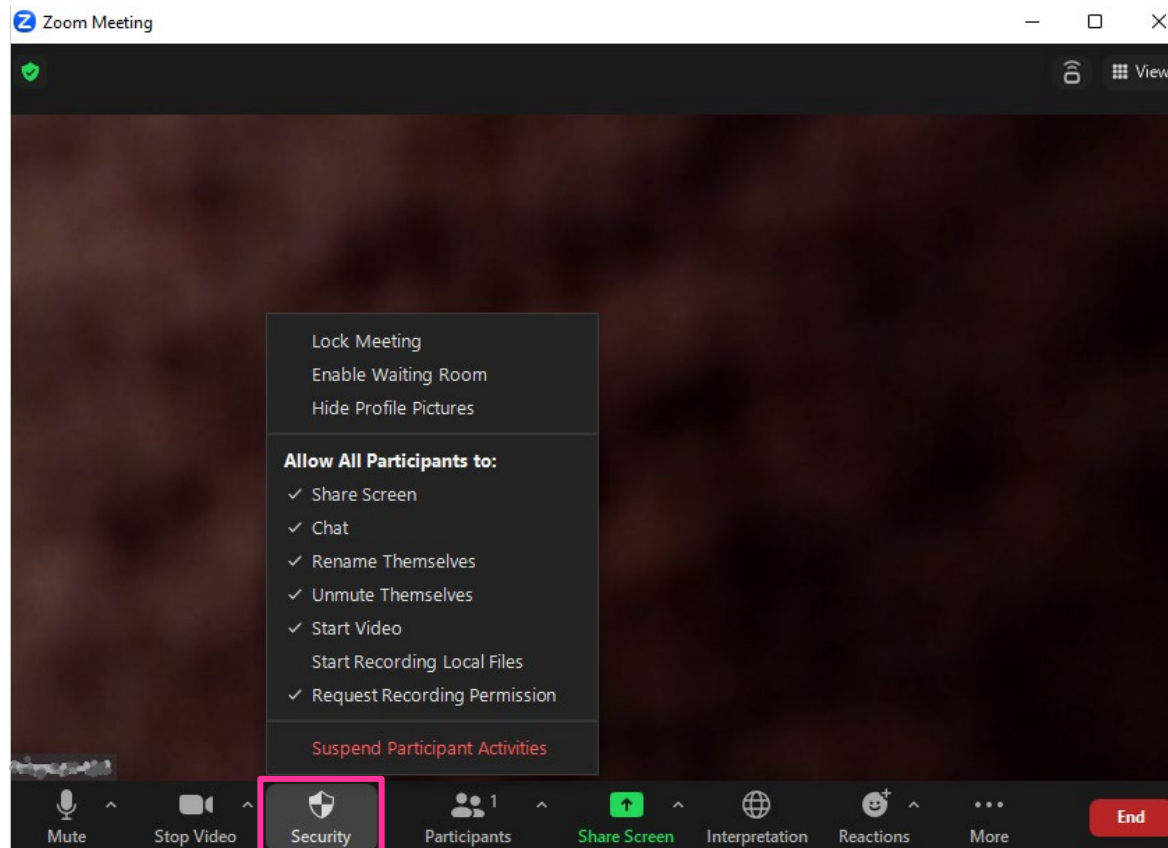 Zoom Meeting
View
Lock Meeting
Enable Waiting Room
Hide Profile Pictures
Allow All Participants to:
Share Screen
Chat
Rename Themselves
Unmute Themselves
Start Video
Start Recording Local Files
Request Recording Permission
Suspend Participant Activities
1
Mute
Stop Video
Security
Participants
Share Screen
Interpretation
Reactions
More
End